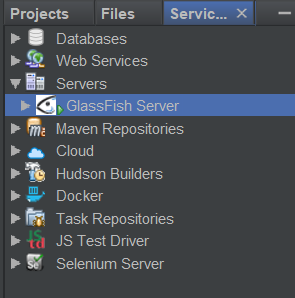 Projects Files Servic...
Databases
Web Services
Servers
GlassFish Server
Maven Repositories
Cloud
Hudson Builders
Docker
Task Repositories
JS Test Driver
Selenium Server